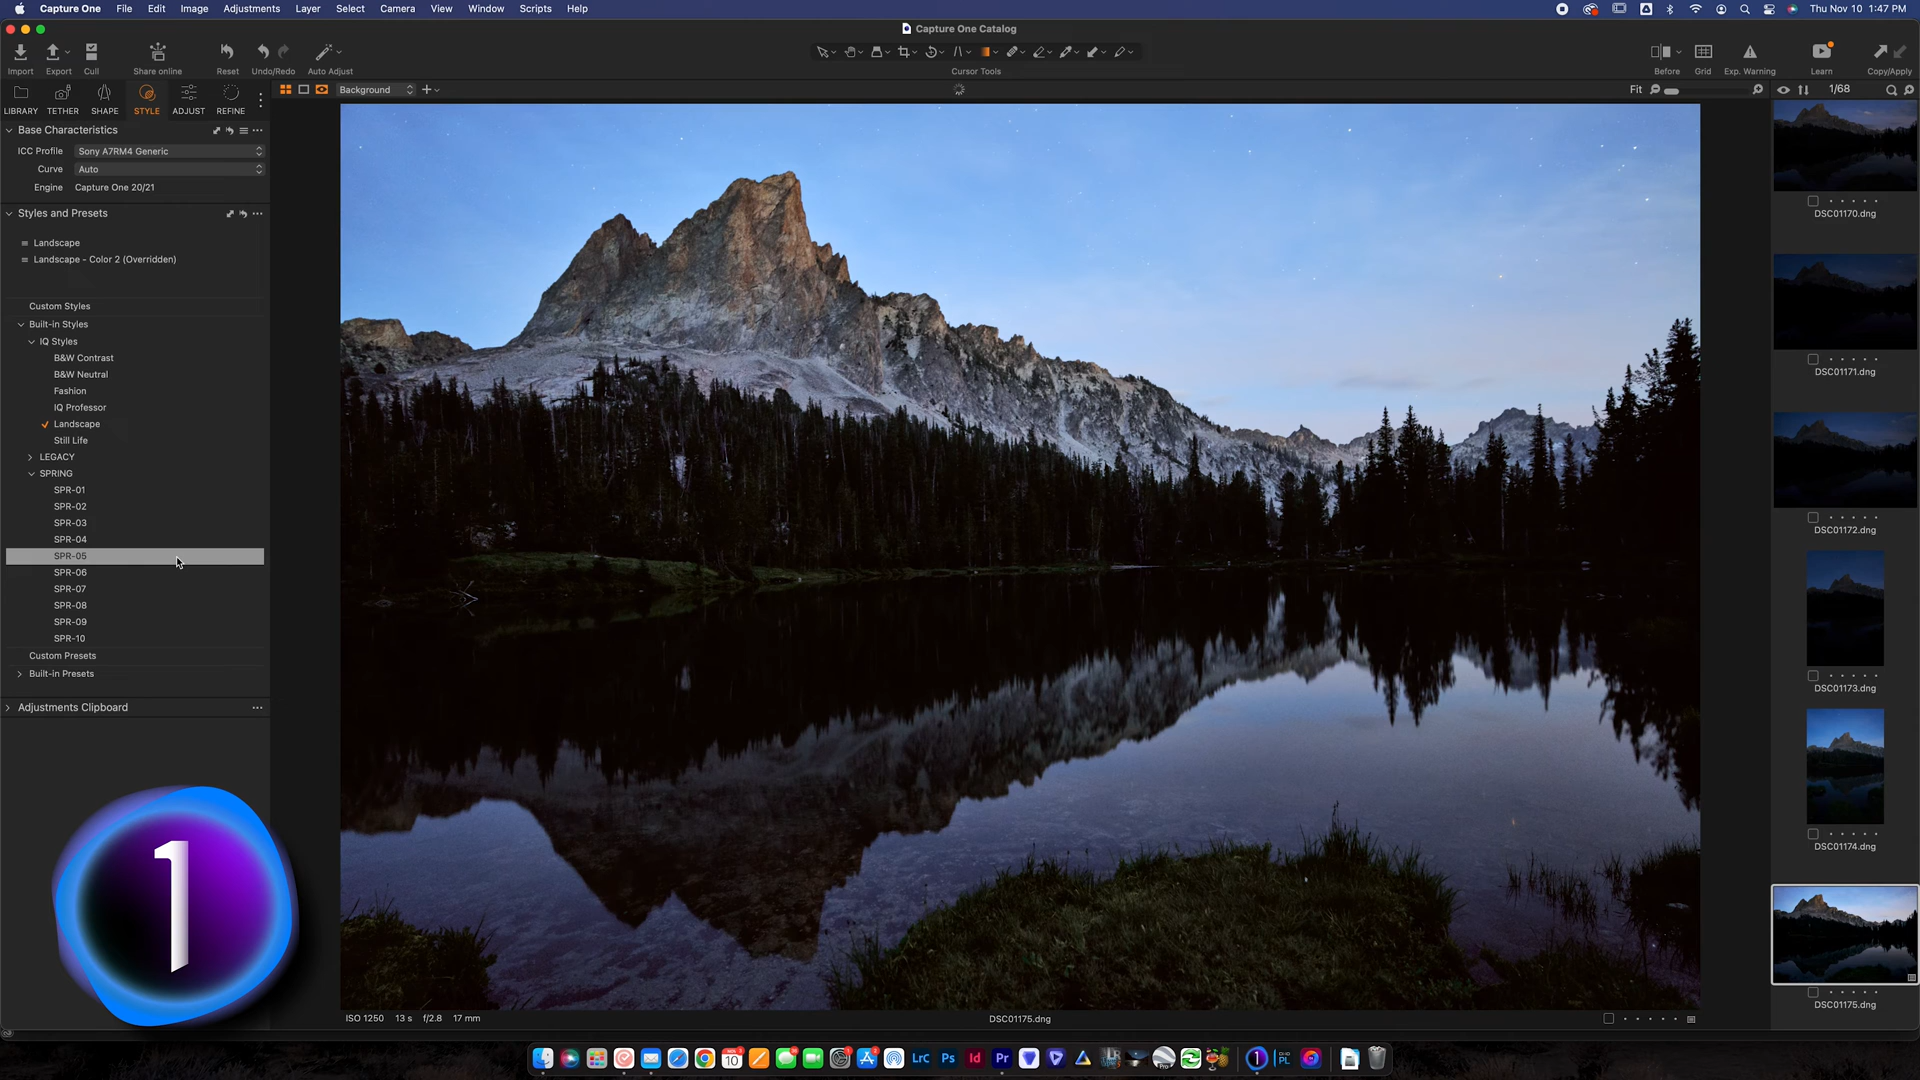 Capture One File Edit Image Adjustments Layer Select Camera View Window Scripts Help
Thu Nov 10 1:47 PM
Capture One Catalog
Import Export Cull Share online Reset Undo/Redo Auto Adjust
Cursor Tools
Before Grid Exp. Warning Learn Copy/Apply
LIBRARY TETHER SHAPE STYLE ADJUST REFINE
Background
Fit
1/68
Base Characteristics
ICC Profile Sony A7RM4 Generic
Curve Auto
Engine Capture One 20/21
Styles and Presets
Landscape
Landscape - Color 2 (Overridden)
Custom Styles
Built-in Styles
IQ Styles
B&W Contrast
B&W Neutral
Fashion
IQ Professor
Landscape
Still Life
LEGACY
SPRING
SPR-01
SPR-02
SPR-03
SPR-04
SPR-05
SPR-06
SPR-07
SPR-08
SPR-09
SPR-10
Custom Presets
Built-in Presets
Adjustments Clipboard
1
DSC01170.dng
DSC01171.dng
DSC01172.dng
DSC01173.dng
DSC01174.dng
DSC01175.dng
ISO 1250 13 s f/2.8 17 mm
DSC01175.dng
10 LrC Ps Id Pr PL